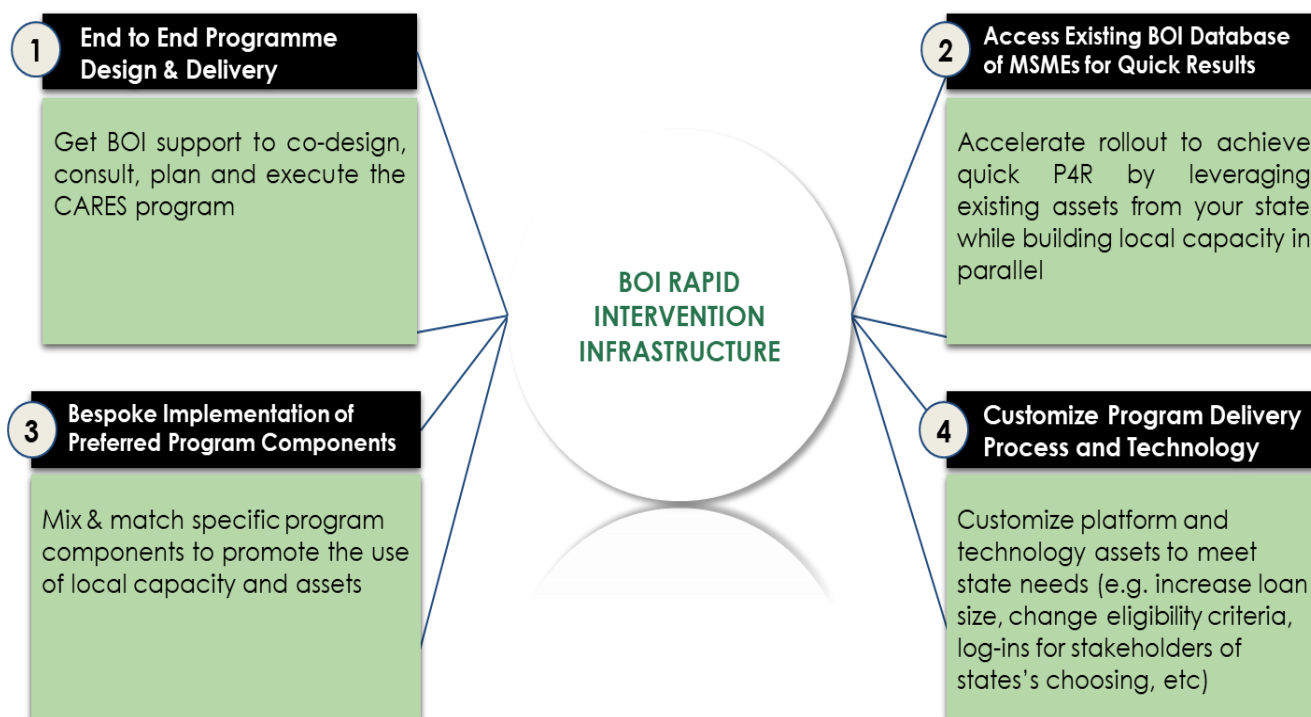 1
End to End Programme
Design & Delivery
Get BOI support to co-design,
consult, plan and execute the
CARES program
2
Access Existing BOI Database
of MSMEs for Quick Results
Accelerate rollout to achieve
quick P4R by leveraging
existing assets from your state
while building local capacity in
parallel
BOI RAPID
INTERVENTION
INFRASTRUCTURE
3
Bespoke Implementation of
Preferred Program Components
Mix & match specific program
components to promote the use
of local capacity and assets
4
Customize Program Delivery
Process and Technology
Customize platform and
technology assets to meet
state needs (e.g. increase loan
size, change eligibility criteria,
log-ins for stakeholders of
states's choosing, etc)